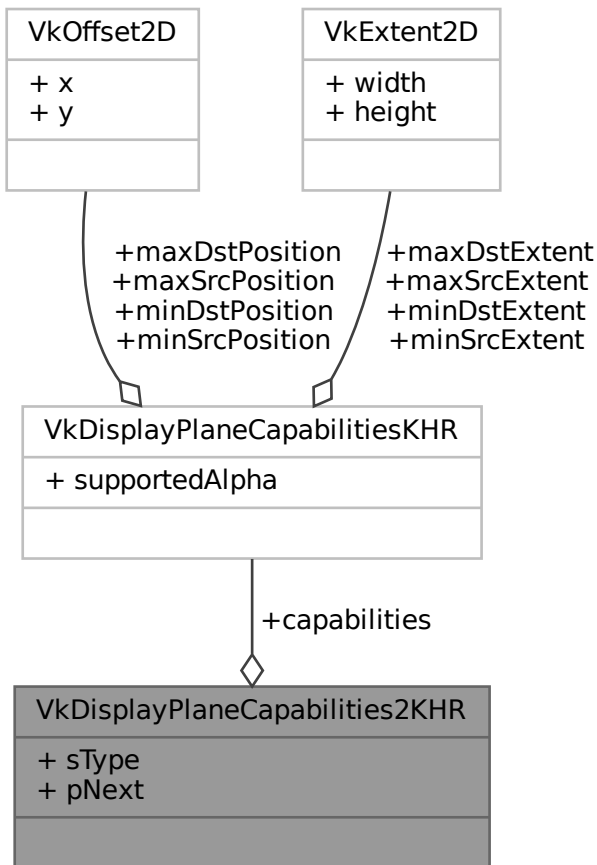 VkOffset2D
+ x
+ y
VkExtent2D
+ width
+ height
+maxDstPosition
+maxSrcPosition
+minDstPosition
+minSrcPosition
+maxDstExtent
+maxSrcExtent
+minDstExtent
+minSrcExtent
VkDisplayPlaneCapabilitiesKHR
+ supportedAlpha
+capabilities
VkDisplayPlaneCapabilities2KHR
+ sType
+ pNext